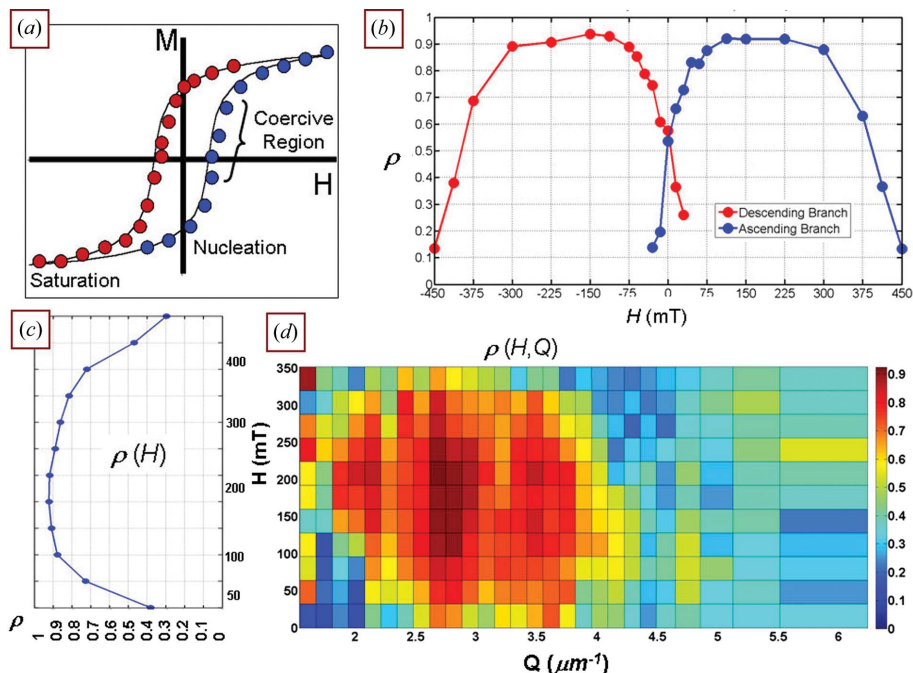 (a)
M
Coercive
Region
H
Nucleation
Saturation
(b)
1
0.9
0.8
0.7
0.6
0.5
0.4
0.3
0.2
0.1
0
ρ
Descending Branch
Ascending Branch
-450 -375 -300 -225 -150 -75 0 75 150 225 300 375 450
H (mT)
(c)
400
300
200
100
50
H (mT)
ρ (H)
ρ
1 0.9 0.8 0.7 0.6 0.5 0.4 0.3 0.2 0.1 0
(d)
ρ (H,Q)
350
300
250
200
150
100
50
0
2 2.5 3 3.5 4 4.5 5 5.5 6
Q (μm⁻¹)
0.9
0.8
0.7
0.6
0.5
0.4
0.3
0.2
0.1
0